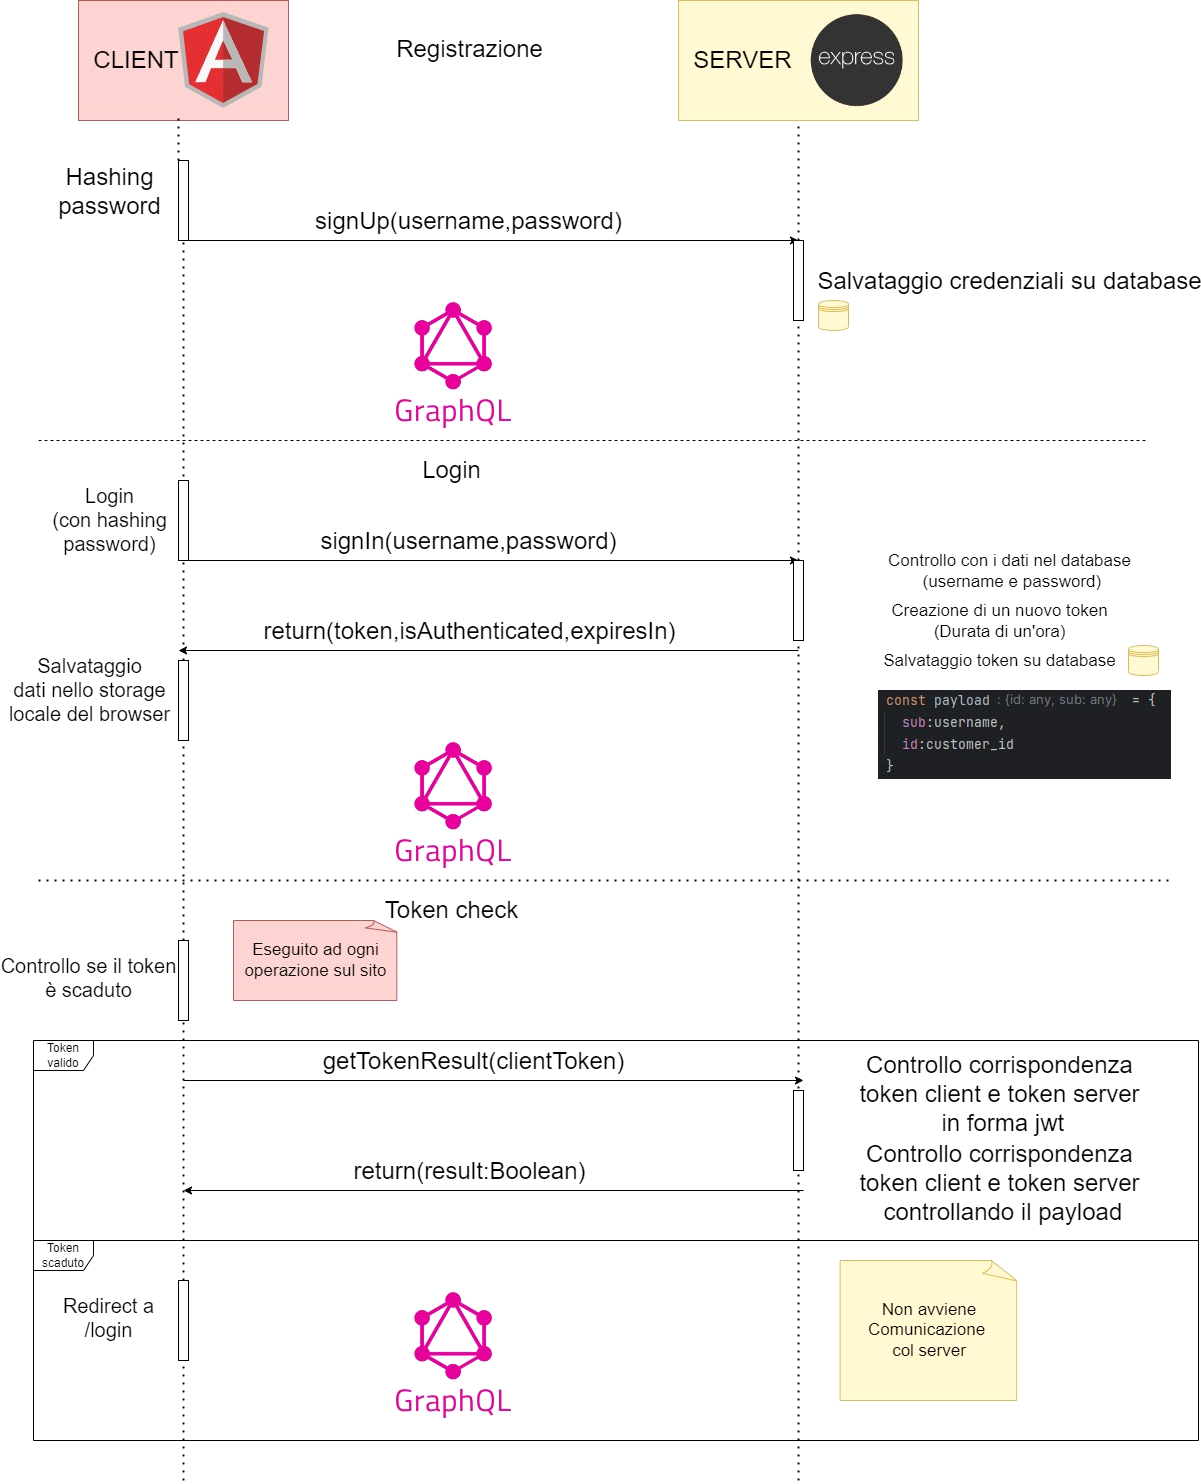 CLIENT
Registrazione
SERVER
express
Hashing
password
signUp(username,password)
Salvataggio credenziali su database
GraphQL
Login
Login
(con hashing
password)
signIn(username,password)
Controllo con i dati nel database
(username e password)
Creazione di un nuovo token
(Durata di un'ora)
return(token,isAuthenticated,expiresIn)
Salvataggio token su database
Salvataggio
dati nello storage
locale del browser
const payload : {id: any, sub: any} = {
sub:username,
id:customer_id
}
GraphQL
Token check
Eseguito ad ogni
operazione sul sito
Controllo se il token
è scaduto
Token
valido
getTokenResult(clientToken)
Controllo corrispondenza
token client e token server
in forma jwt
Controllo corrispondenza
token client e token server
controllando il payload
return(result:Boolean)
Token
scaduto
Redirect a
/login
GraphQL
Non avviene
Comunicazione
col server